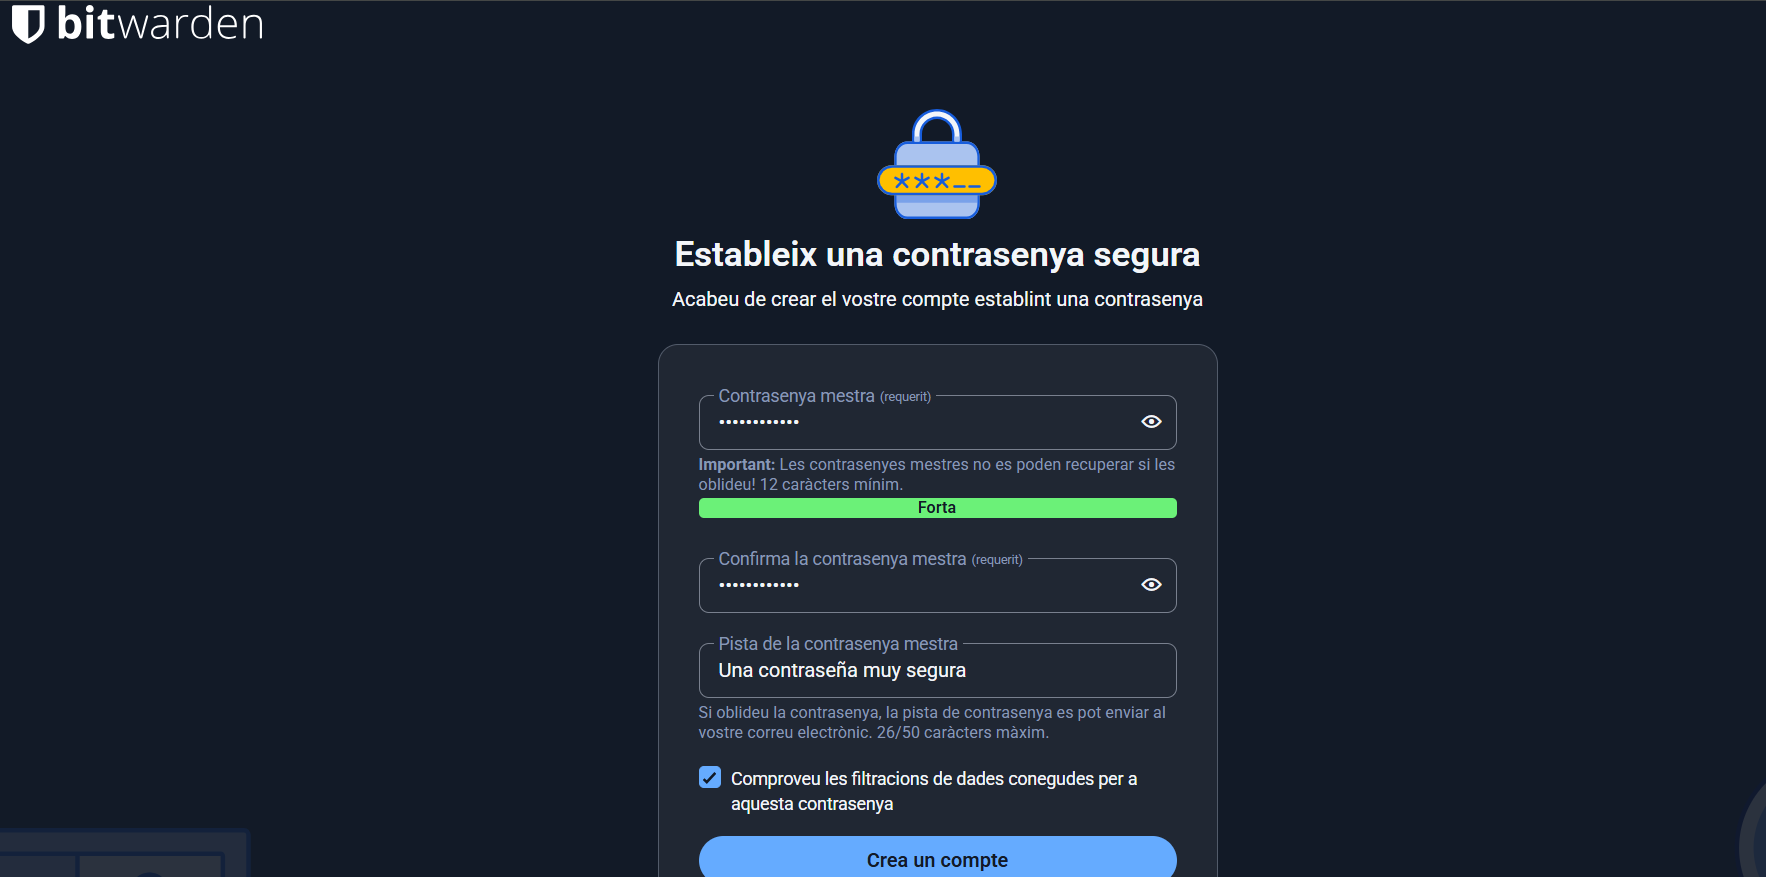 bitwarden
***__
Estableix una contrasenya segura
Acabeu de crear el vostre compte establint una contrasenya
Contrasenya mestra (requerit)
••••••••••••
Important: Les contrasenyes mestres no es poden recuperar si les
oblideu! 12 caràcters mínim.
Forta
Confirma la contrasenya mestra (requerit)
••••••••••••
Pista de la contrasenya mestra
Una contraseña muy segura
Si oblideu la contrasenya, la pista de contrasenya es pot enviar al
vostre correu electrònic. 26/50 caràcters màxim.
Comproveu les filtracions de dades conegudes per a
aquesta contrasenya
Crea un compte